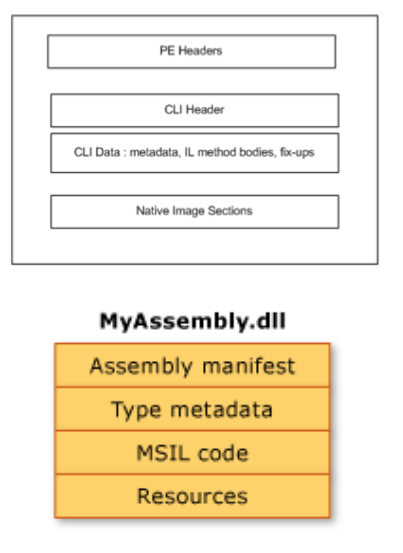 PE Headers
CLI Header
CLI Data : metadata, IL method bodies, fix-ups
Native Image Sections
MyAssembly.dll
Assembly manifest
Type metadata
MSIL code
Resources